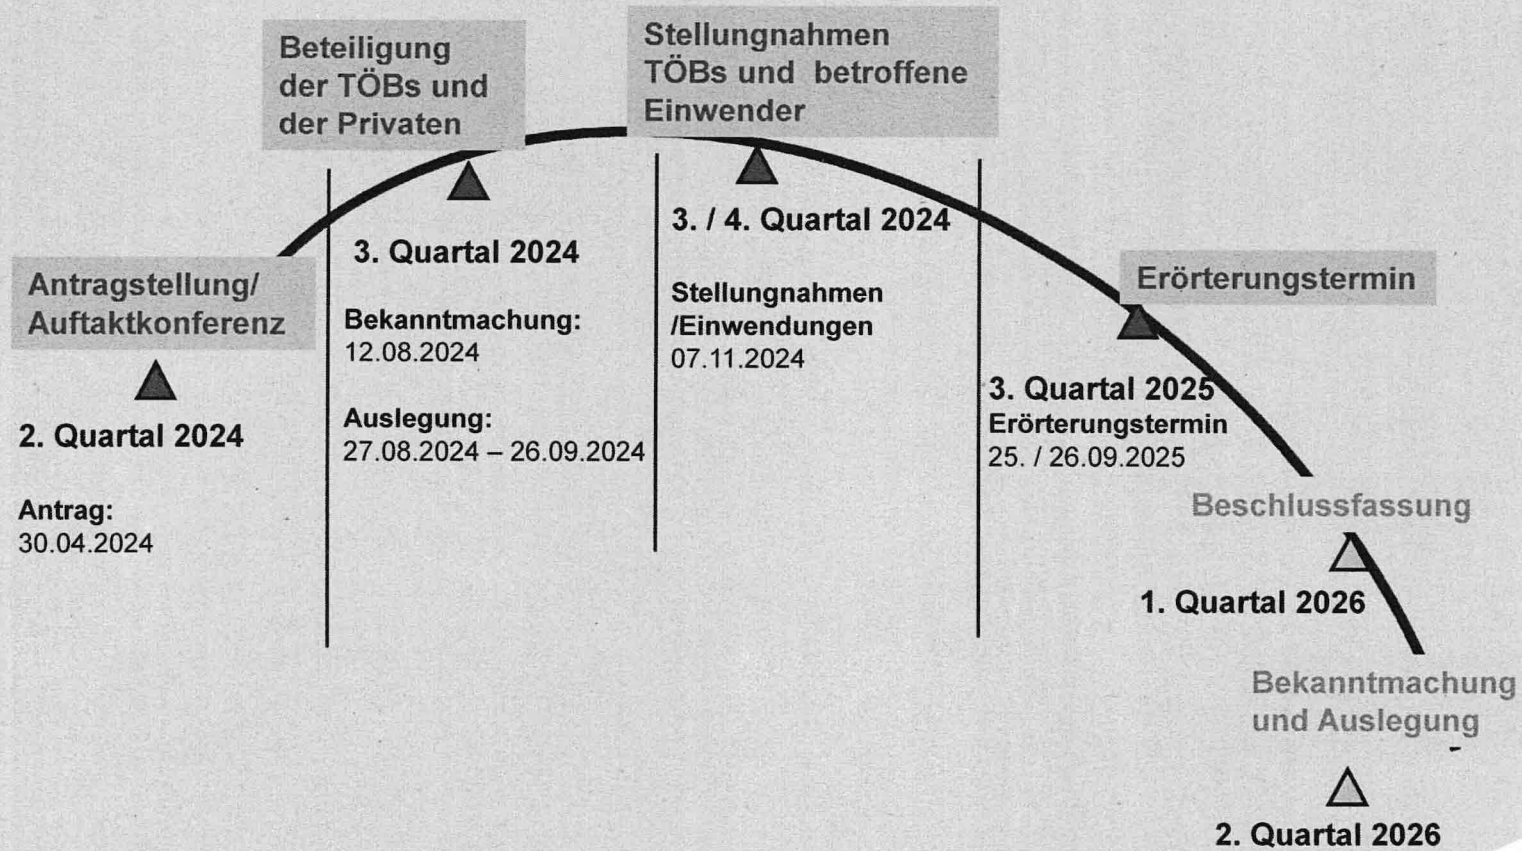 Antragstellung/
Auftaktkonferenz
2. Quartal 2024
Antrag:
30.04.2024
Beteiligung
der TÖBs und
der Privaten
3. Quartal 2024
Bekanntmachung:
12.08.2024
Auslegung:
27.08.2024 – 26.09.2024
Stellungnahmen
TÖBs und betroffene
Einwender
3. / 4. Quartal 2024
Stellungnahmen
/Einwendungen
07.11.2024
Erörterungstermin
3. Quartal 2025
Erörterungstermin
25. / 26.09.2025
Beschlussfassung
1. Quartal 2026
Bekanntmachung
und Auslegung
2. Quartal 2026